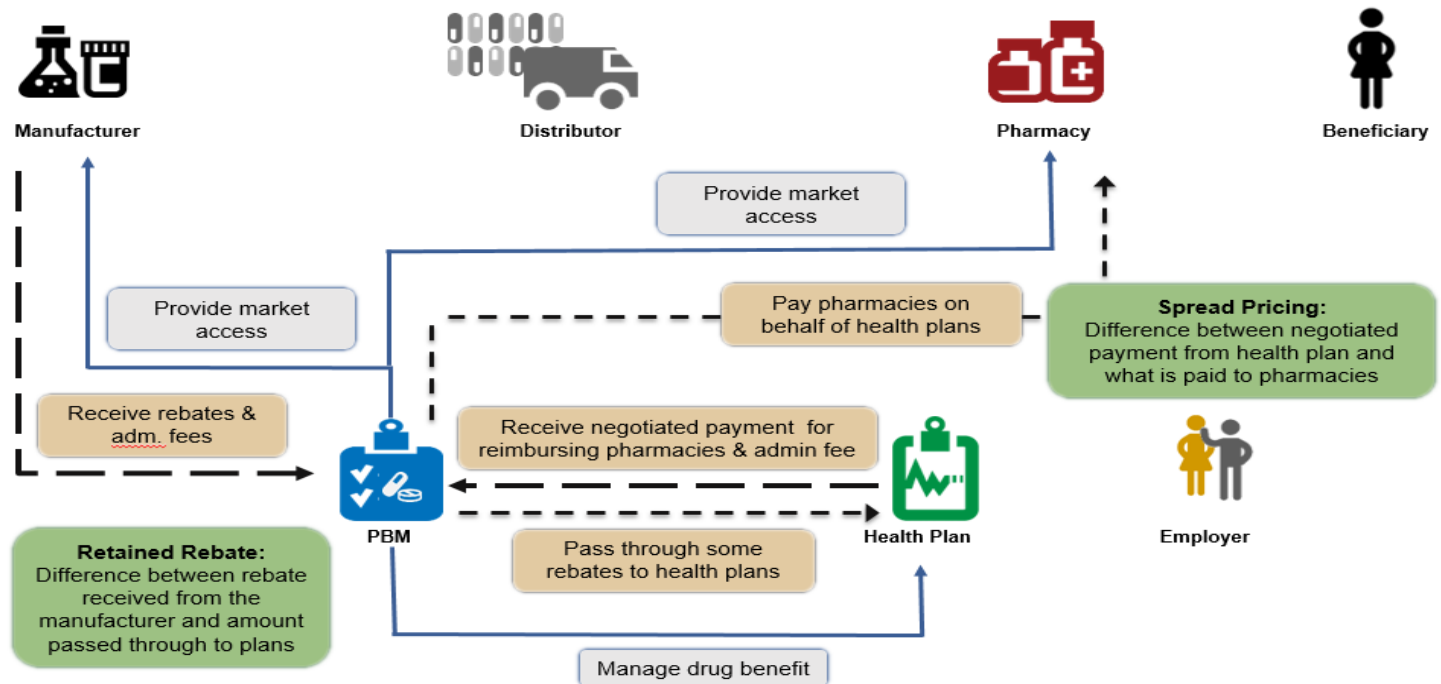 Manufacturer
Distributor
Pharmacy
Beneficiary
Provide market
access
Provide market
access
Pay pharmacies on
behalf of health plans
Spread Pricing:
Difference between negotiated
payment from health plan and
what is paid to pharmacies
Receive rebates &
adm. fees
Receive negotiated payment for
reimbursing pharmacies & admin fee
PBM
Health Plan
Employer
Retained Rebate:
Difference between rebate
received from the
manufacturer and amount
passed through to plans
Pass through some
rebates to health plans
Manage drug benefit